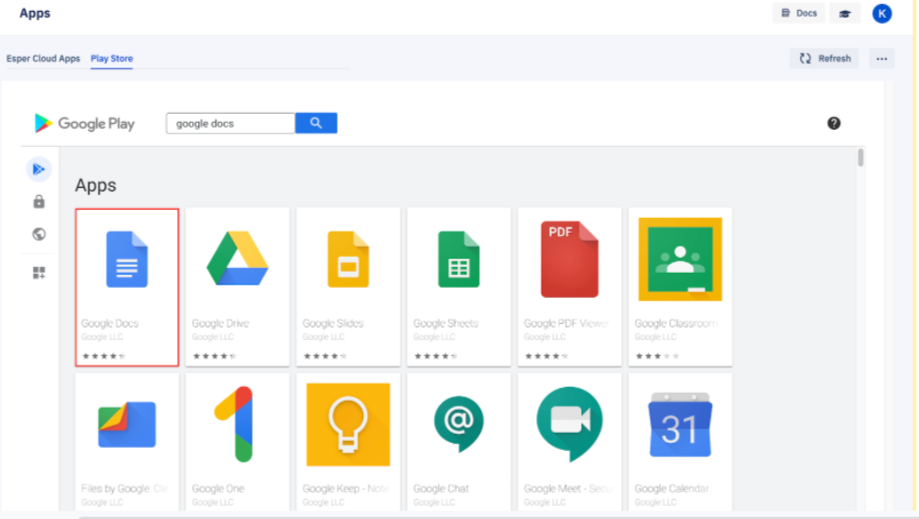 Apps
Docs
K
Esper Cloud Apps Play Store
Refresh
Google Play
google docs
Apps
PDF
Google Docs
Google LLC
Google Drive
Google LLC
Google Slides
Google LLC
Google Sheets
Google LLC
Google PDF Viewer
Google LLC
Google Classroom
Google LLC
31
Files by Google: Cle
Google LLC
Google One
Google LLC
Google Keep - Note
Google LLC
Google Chat
Google LLC
Google Meet - Secu
Google LLC
Google Calendar
Google LLC